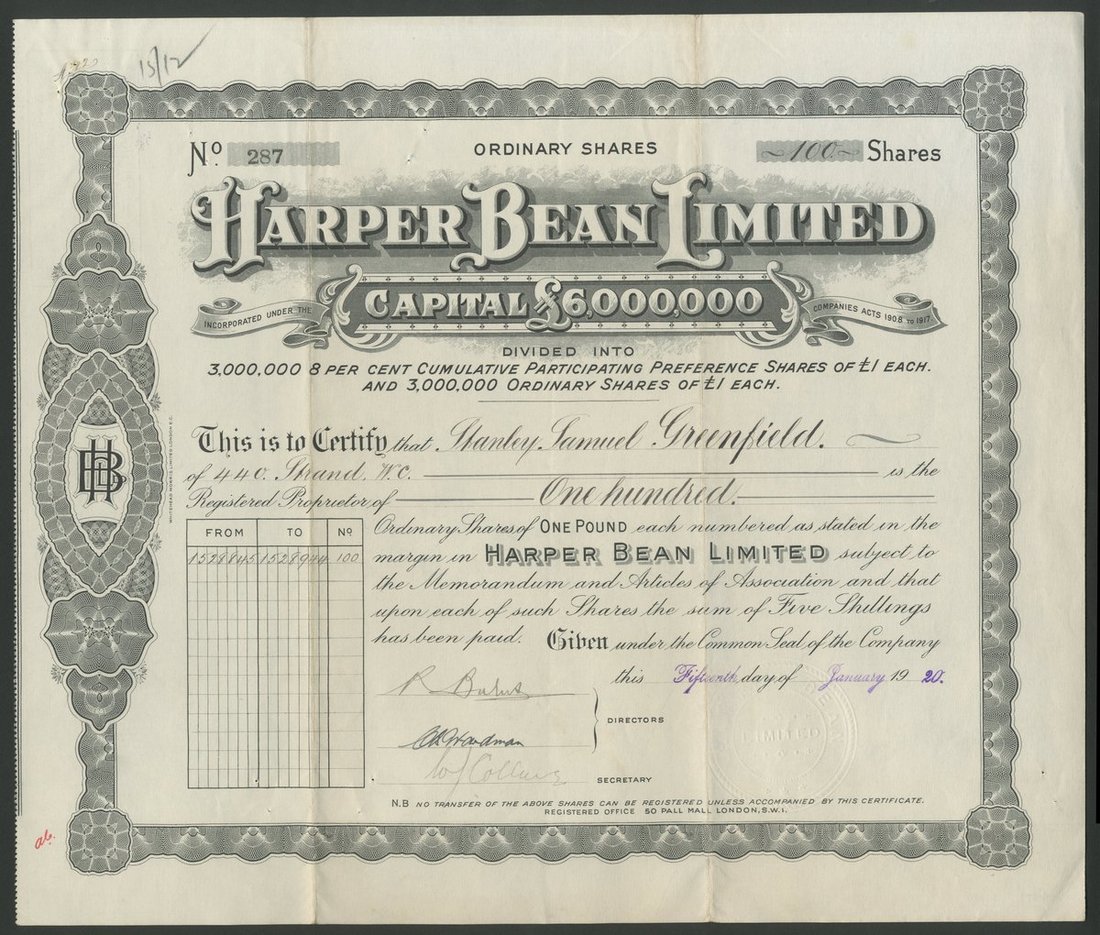 15/12
No 287 ORDINARY SHARES 100 Shares
HARPER BEAN LIMITED
CAPITAL £6,000,000
INCORPORATED UNDER THE COMPANIES ACTS 1908 TO 1917
DIVIDED INTO
3,000,000 8 PER CENT CUMULATIVE PARTICIPATING PREFERENCE SHARES OF £1 EACH.
AND 3,000,000 ORDINARY SHARES OF £1 EACH.
This is to Certify that Stanley Samuel Greenfield.
of 440. Strand. W.C. is the
Registered Proprietor of One hundred.
Ordinary Shares of ONE POUND each numbered as stated in the
margin in HARPER BEAN LIMITED subject to
the Memorandum and Articles of Association and that
upon each of such Shares the sum of Five Shillings
has been paid. Given under the Common Seal of the Company
this Fifteenth day of January 1920.
FROM TO No
1528845 1528944 100
HB
WHITEHEAD MORRIS LIMITED LONDON E.C.
DIRECTORS
SECRETARY
LIMITED
N.B NO TRANSFER OF THE ABOVE SHARES CAN BE REGISTERED UNLESS ACCOMPANIED BY THIS CERTIFICATE.
REGISTERED OFFICE 50 PALL MALL LONDON, S.W.1.
ab.